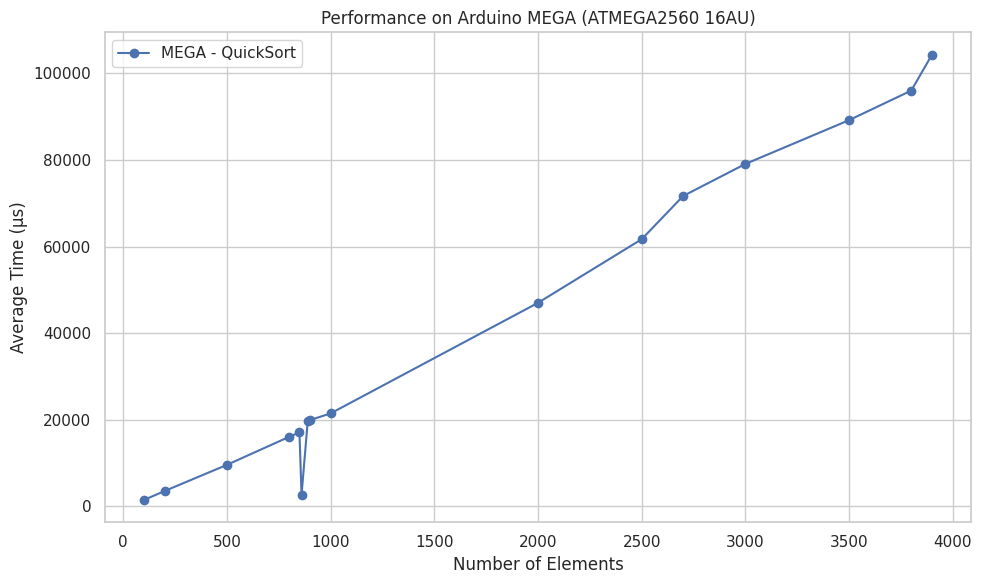 Performance on Arduino MEGA (ATMEGA2560 16AU)
MEGA - QuickSort
Average Time (µs)
100000
80000
60000
40000
20000
0
0 500 1000 1500 2000 2500 3000 3500 4000
Number of Elements